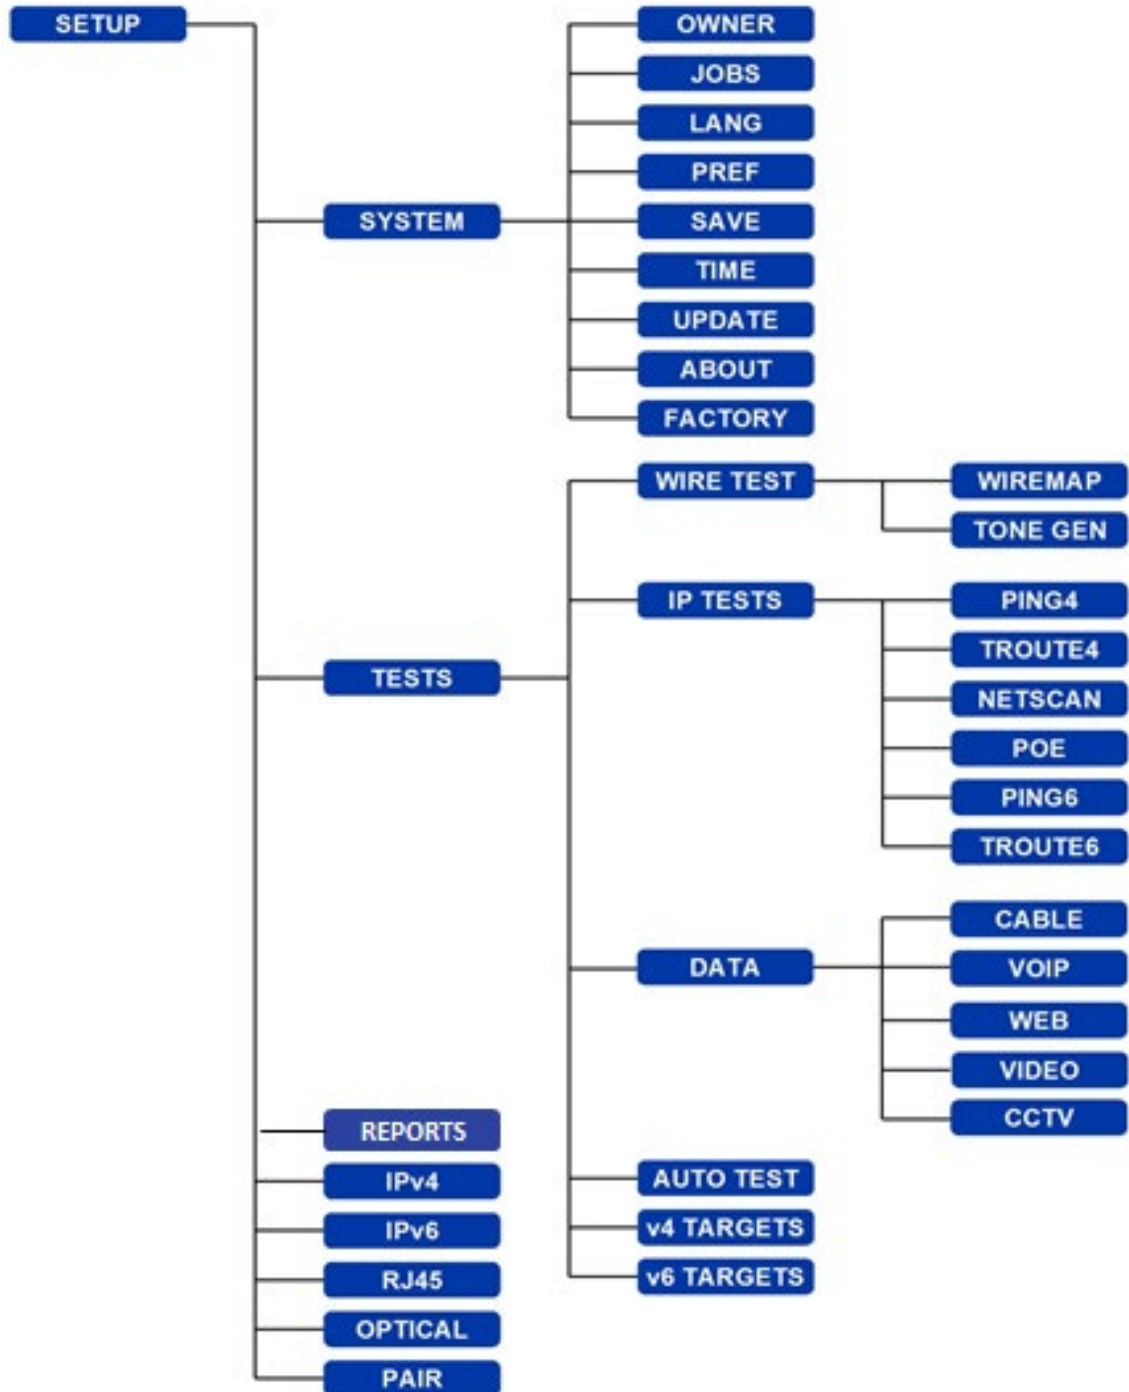 SETUP
SYSTEM
OWNER
JOBS
LANG
PREF
SAVE
TIME
UPDATE
ABOUT
FACTORY
TESTS
WIRE TEST
WIREMAP
TONE GEN
IP TESTS
PING4
TROUTE4
NETSCAN
POE
PING6
TROUTE6
DATA
CABLE
VOIP
WEB
VIDEO
CCTV
AUTO TEST
v4 TARGETS
v6 TARGETS
REPORTS
IPv4
IPv6
RJ45
OPTICAL
PAIR